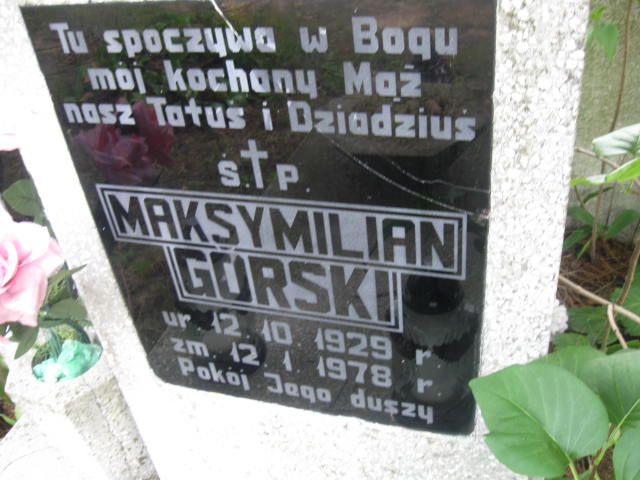 Tu spoczywa w Bogu
mój kochany Mąż
nasz Tatuś i Dziadziuś
ś.†p.
MAKSYMILIAN
GÓRSKI
ur 12 10 1929 r
zm 12 1 1978 r
Pokój Jego duszy